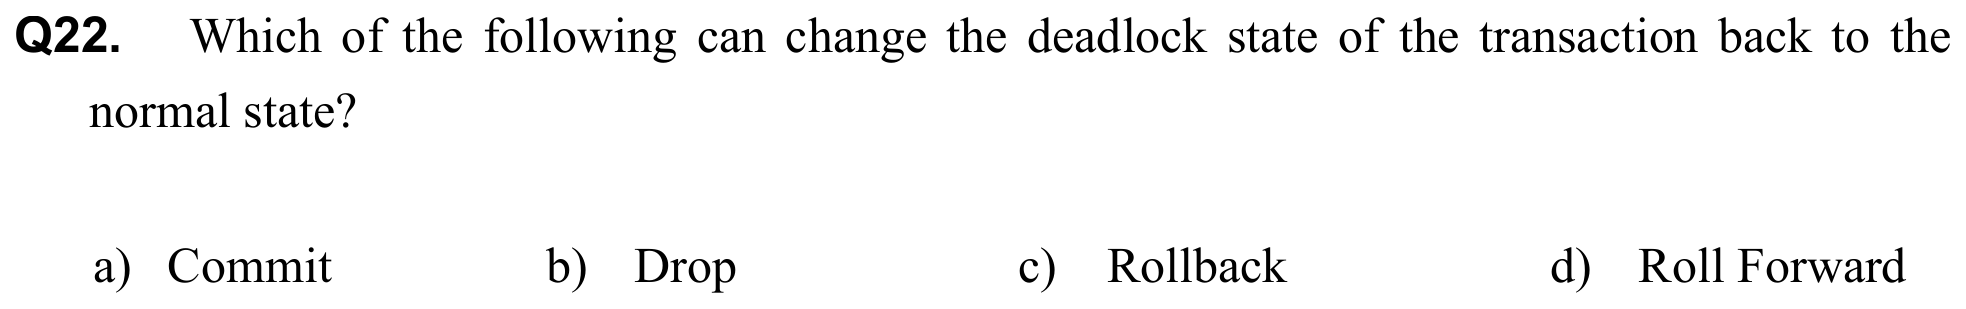 Q22. Which of the following can change the deadlock state of the transaction back to the
normal state?
a) Commit b) Drop c) Rollback d) Roll Forward